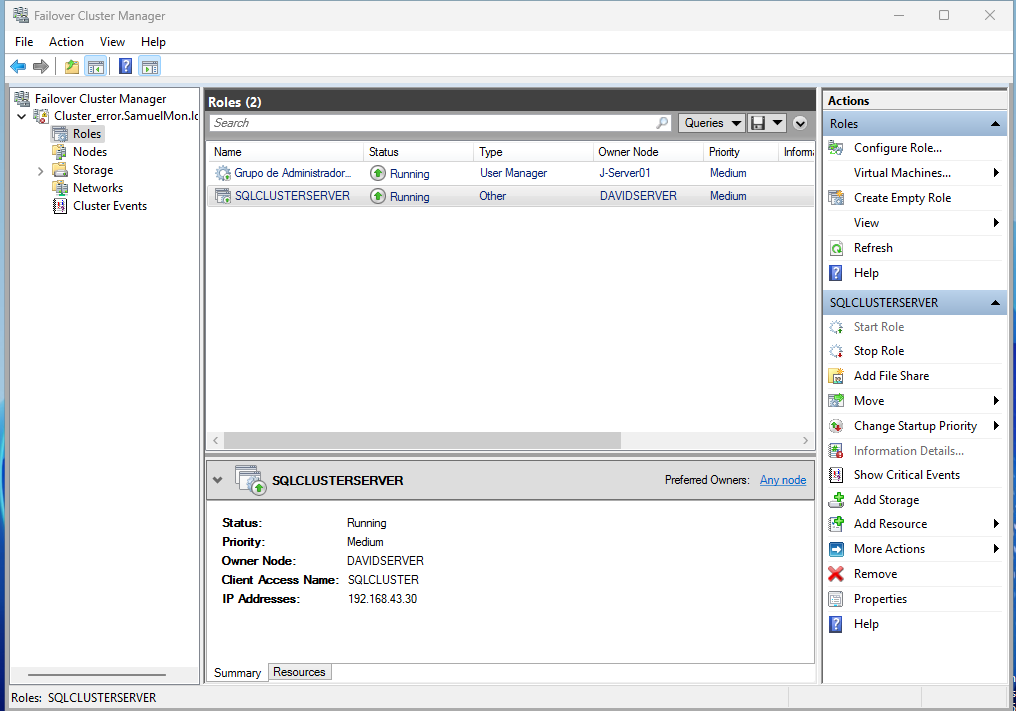 Failover Cluster Manager
File Action View Help
Failover Cluster Manager
Cluster_error.SamuelMon.lo
Roles
Nodes
Storage
Networks
Cluster Events
Roles (2)
Search
Queries
Name Status Type Owner Node Priority Informa
Grupo de Administrador... Running User Manager J-Server01 Medium
SQLCLUSTERSERVER Running Other DAVIDSERVER Medium
SQLCLUSTERSERVER
Preferred Owners: Any node
Status: Running
Priority: Medium
Owner Node: DAVIDSERVER
Client Access Name: SQLCLUSTER
IP Addresses: 192.168.43.30
Summary Resources
Actions
Roles
Configure Role...
Virtual Machines...
Create Empty Role
View
Refresh
Help
SQLCLUSTERSERVER
Start Role
Stop Role
Add File Share
Move
Change Startup Priority
Information Details...
Show Critical Events
Add Storage
Add Resource
More Actions
Remove
Properties
Help
Roles: SQLCLUSTERSERVER